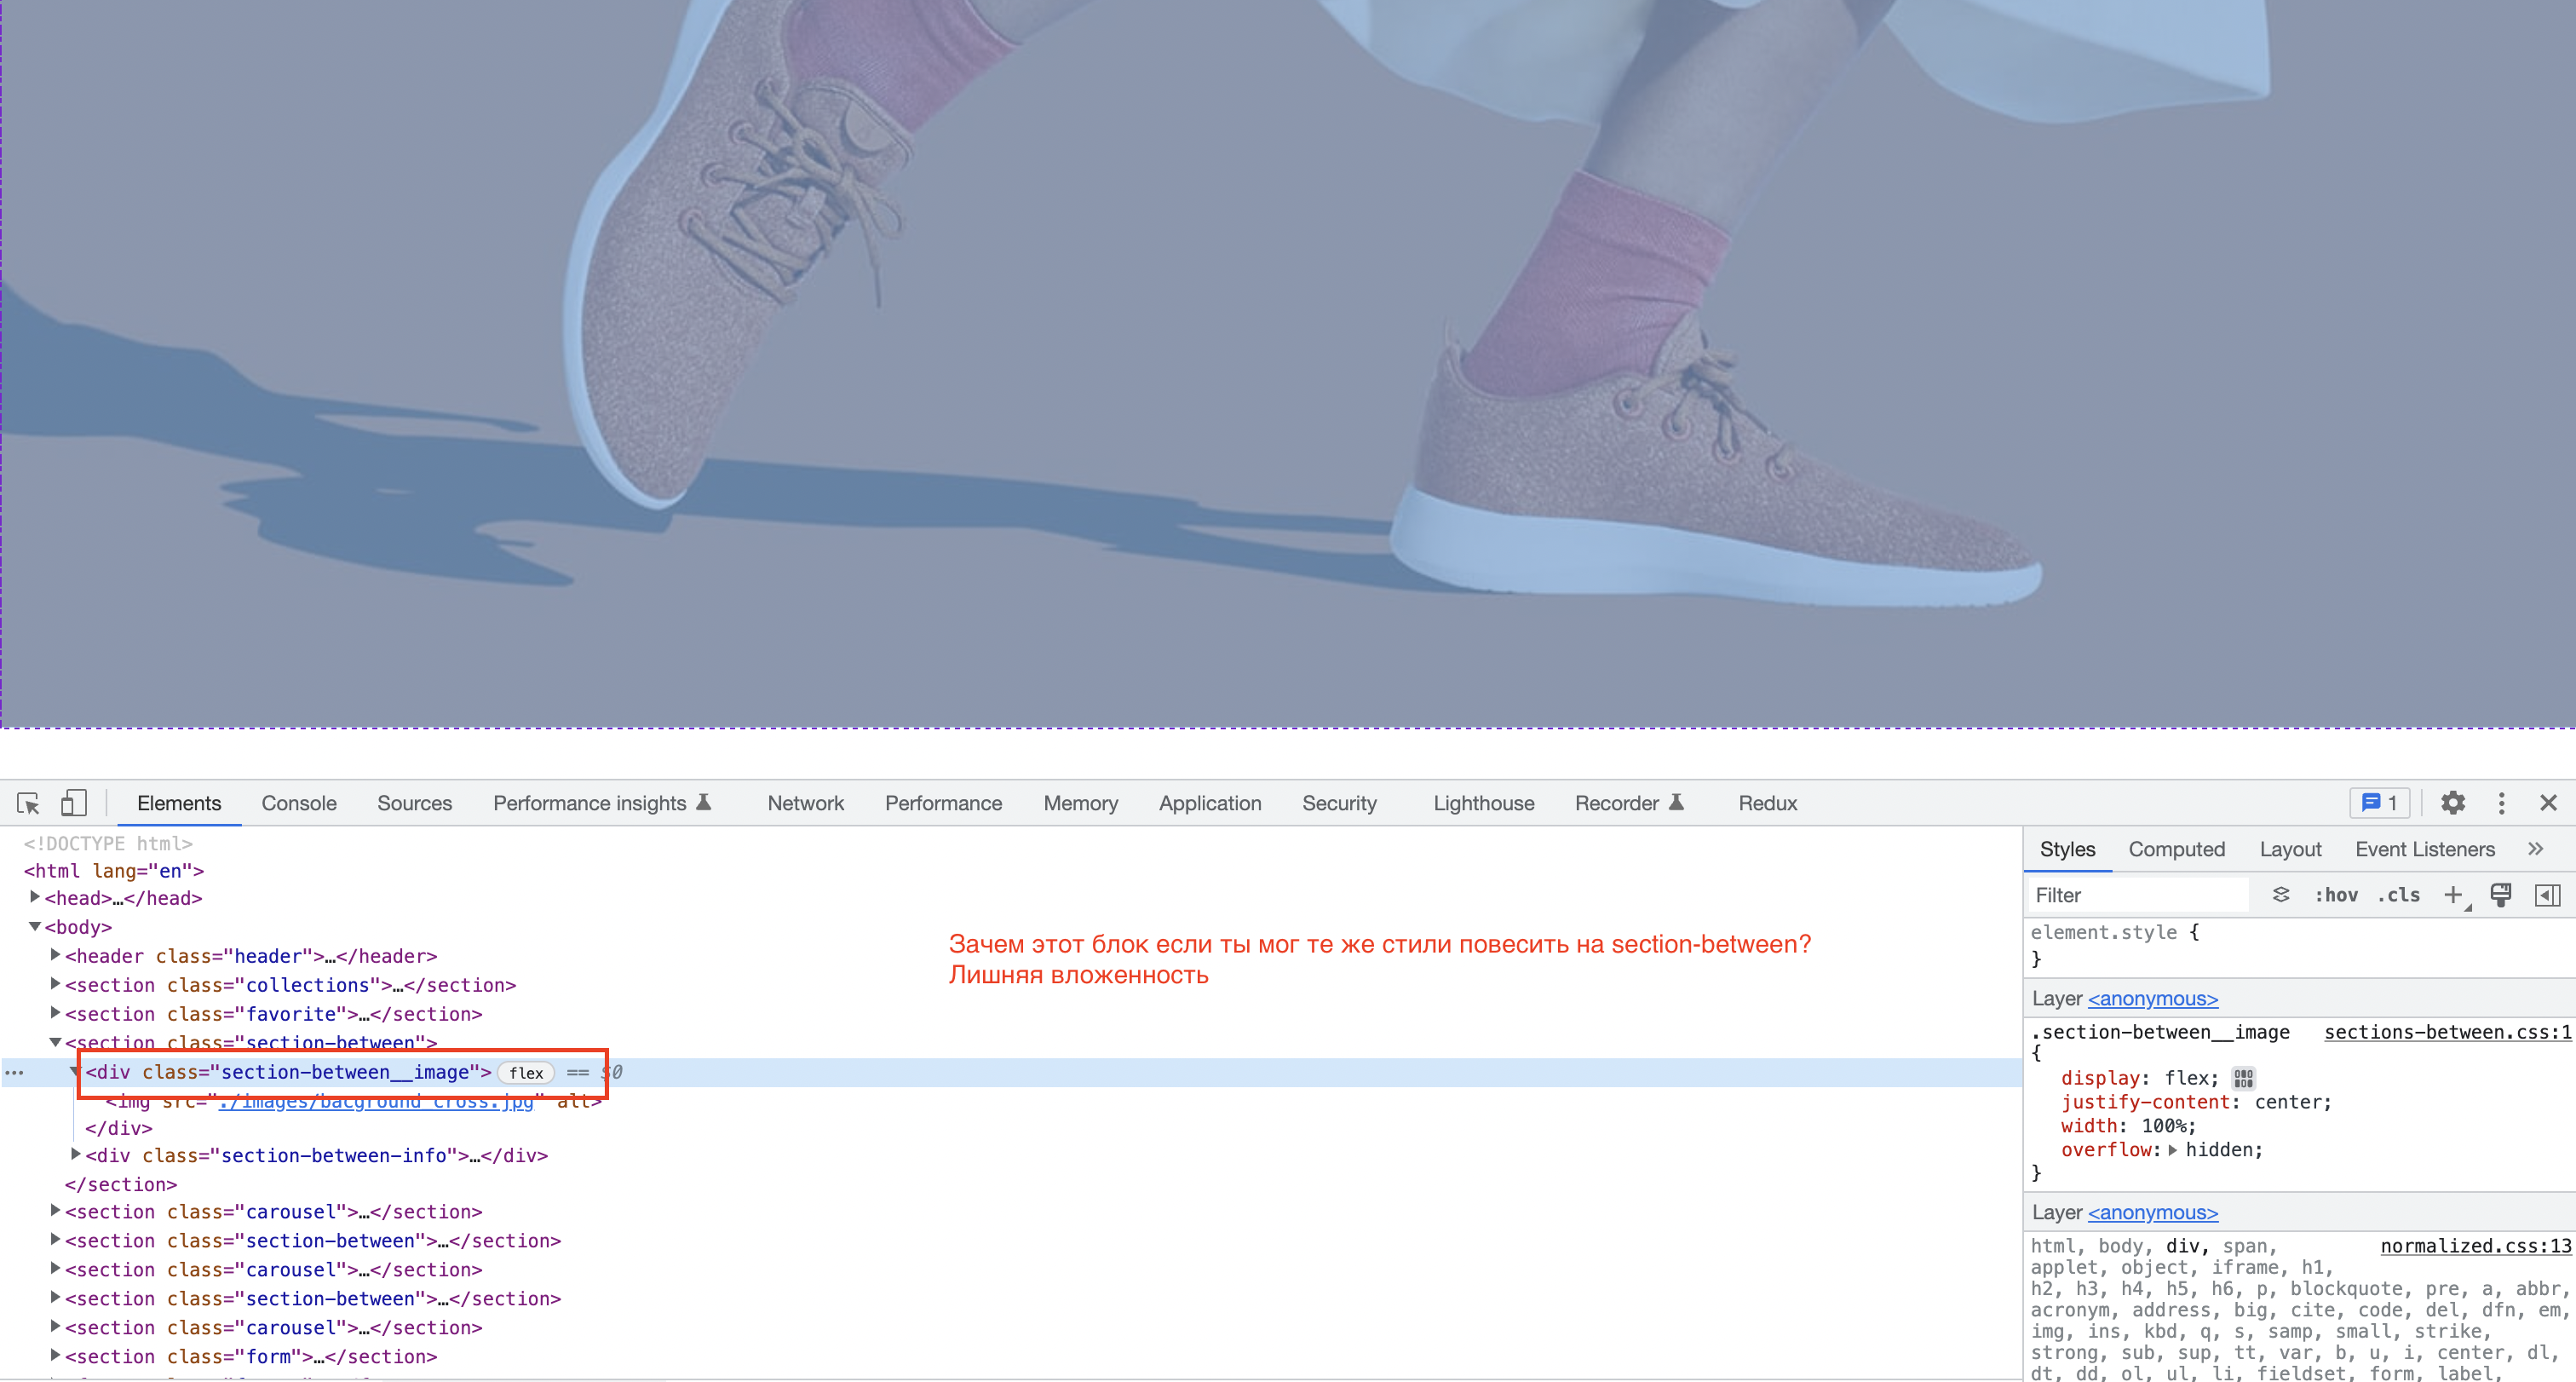 Elements Console Sources Performance insights Network Performance Memory Application Security Lighthouse Recorder Redux 1
<!DOCTYPE html>
<html lang="en">
<head>…</head>
<body>
<header class="header">…</header>
<section class="collections">…</section>
<section class="favorite">…</section>
<section class="section-between">
<div class="section-between__image"> flex == $0
<img src="./images/bacground_cross.jpg" alt>
</div>
<div class="section-between-info">…</div>
</section>
<section class="carousel">…</section>
<section class="section-between">…</section>
<section class="carousel">…</section>
<section class="section-between">…</section>
<section class="carousel">…</section>
<section class="form">…</section>
Зачем этот блок если ты мог те же стили повесить на section-between?
Лишняя вложенность
Styles Computed Layout Event Listeners
Filter :hov .cls
element.style {
}
Layer <anonymous>
.section-between__image sections-between.css:1
{
display: flex;
justify-content: center;
width: 100%;
overflow: hidden;
}
Layer <anonymous>
html, body, div, span, normalized.css:13
applet, object, iframe, h1,
h2, h3, h4, h5, h6, p, blockquote, pre, a, abbr,
acronym, address, big, cite, code, del, dfn, em,
img, ins, kbd, q, s, samp, small, strike,
strong, sub, sup, tt, var, b, u, i, center, dl,
dt, dd, ol, ul, li, fieldset, form, label,